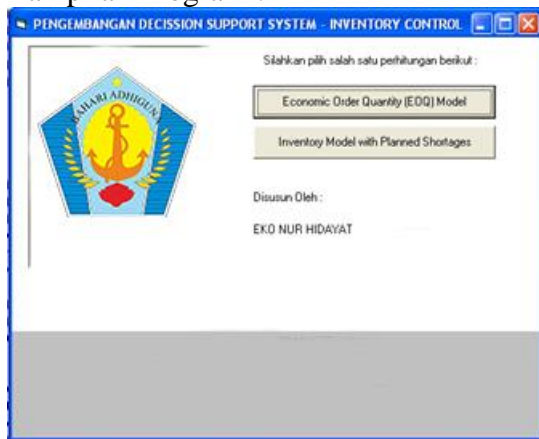 PENGEMBANGAN DECISSION SUPPORT SYSTEM - INVENTORY CONTROL
Silahkan pilih salah satu perhitungan berikut :
BAHARI ADHIGUNA
Economic Order Quantity (EOQ) Model
Inventory Model with Planned Shortages
Disusun Oleh :
EKO NUR HIDAYAT